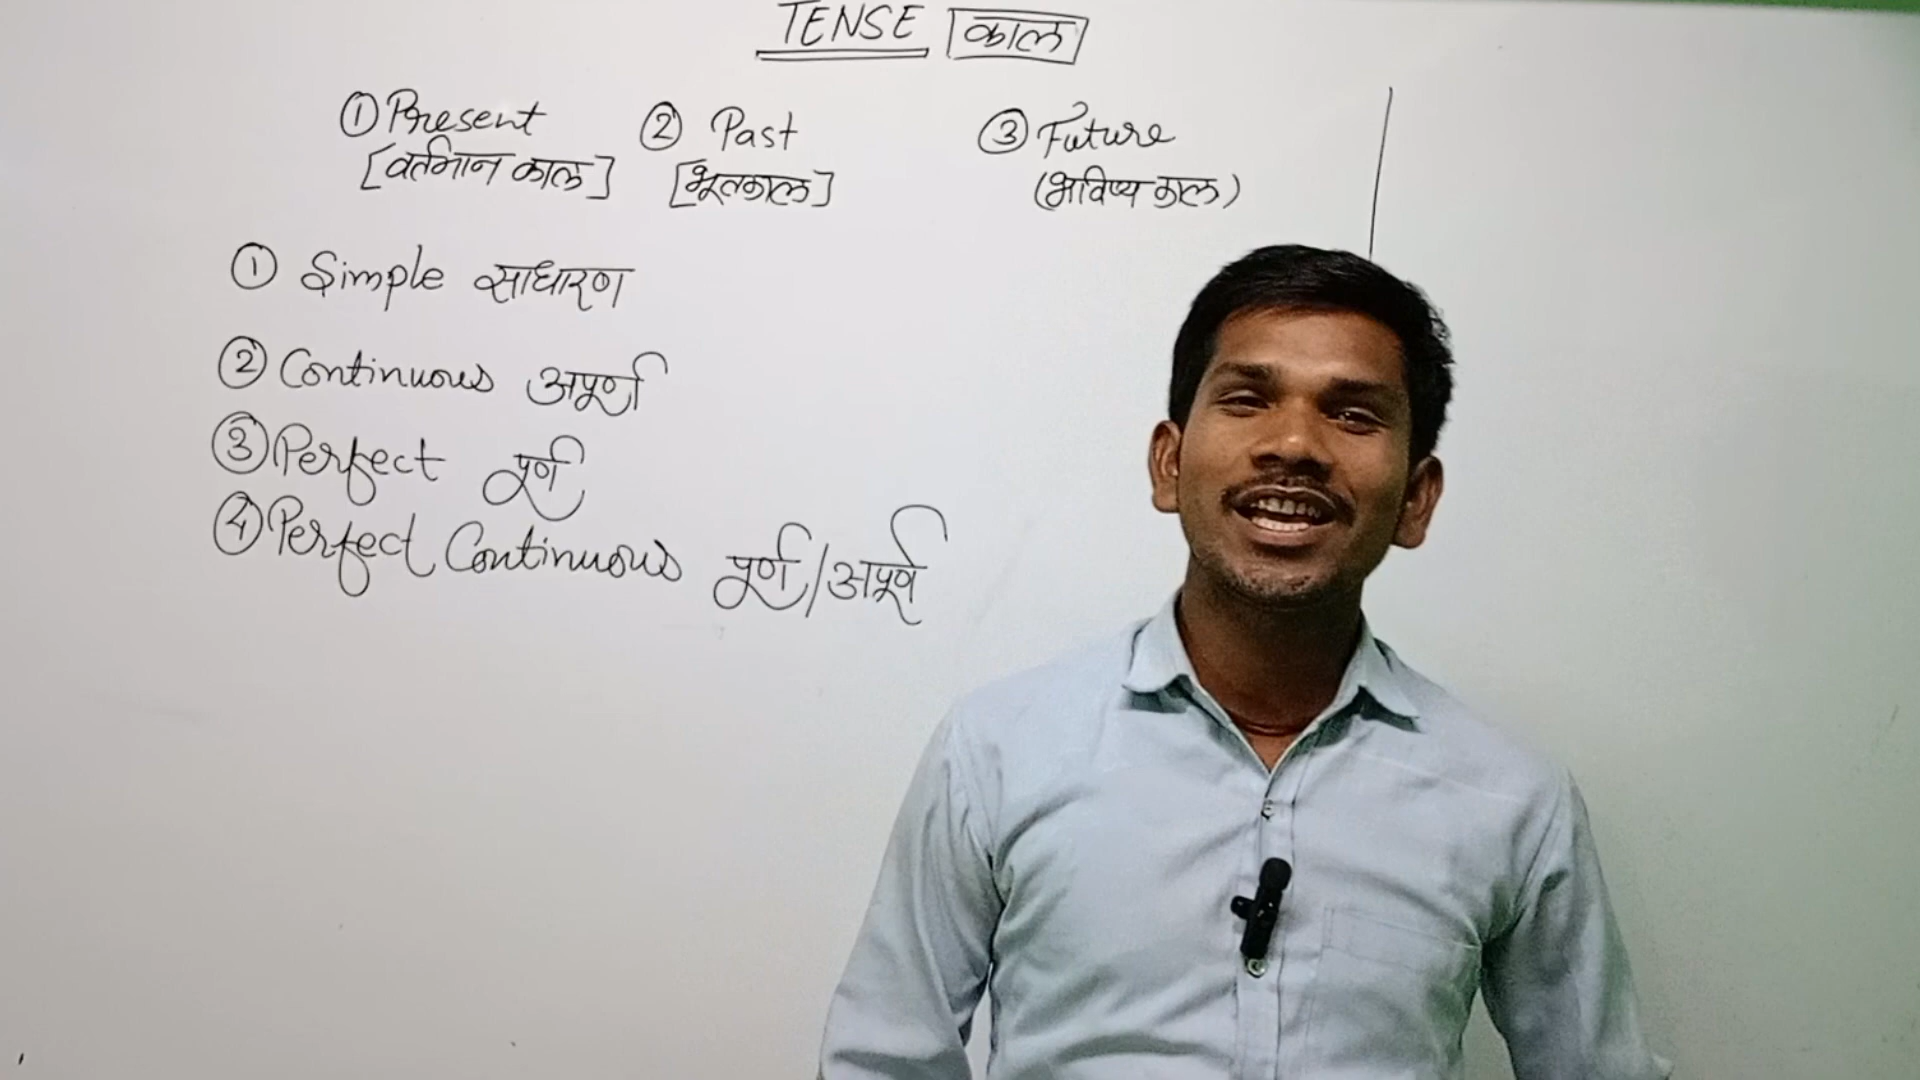 TENSE काल
① Present ② Past ③ Future
[वर्तमान काल] [भूतकाल] (भविष्य काल)
① Simple साधारण
② Continuous अपूर्ण
③ Perfect पूर्ण
④ Perfect Continuous पूर्ण/अपूर्ण